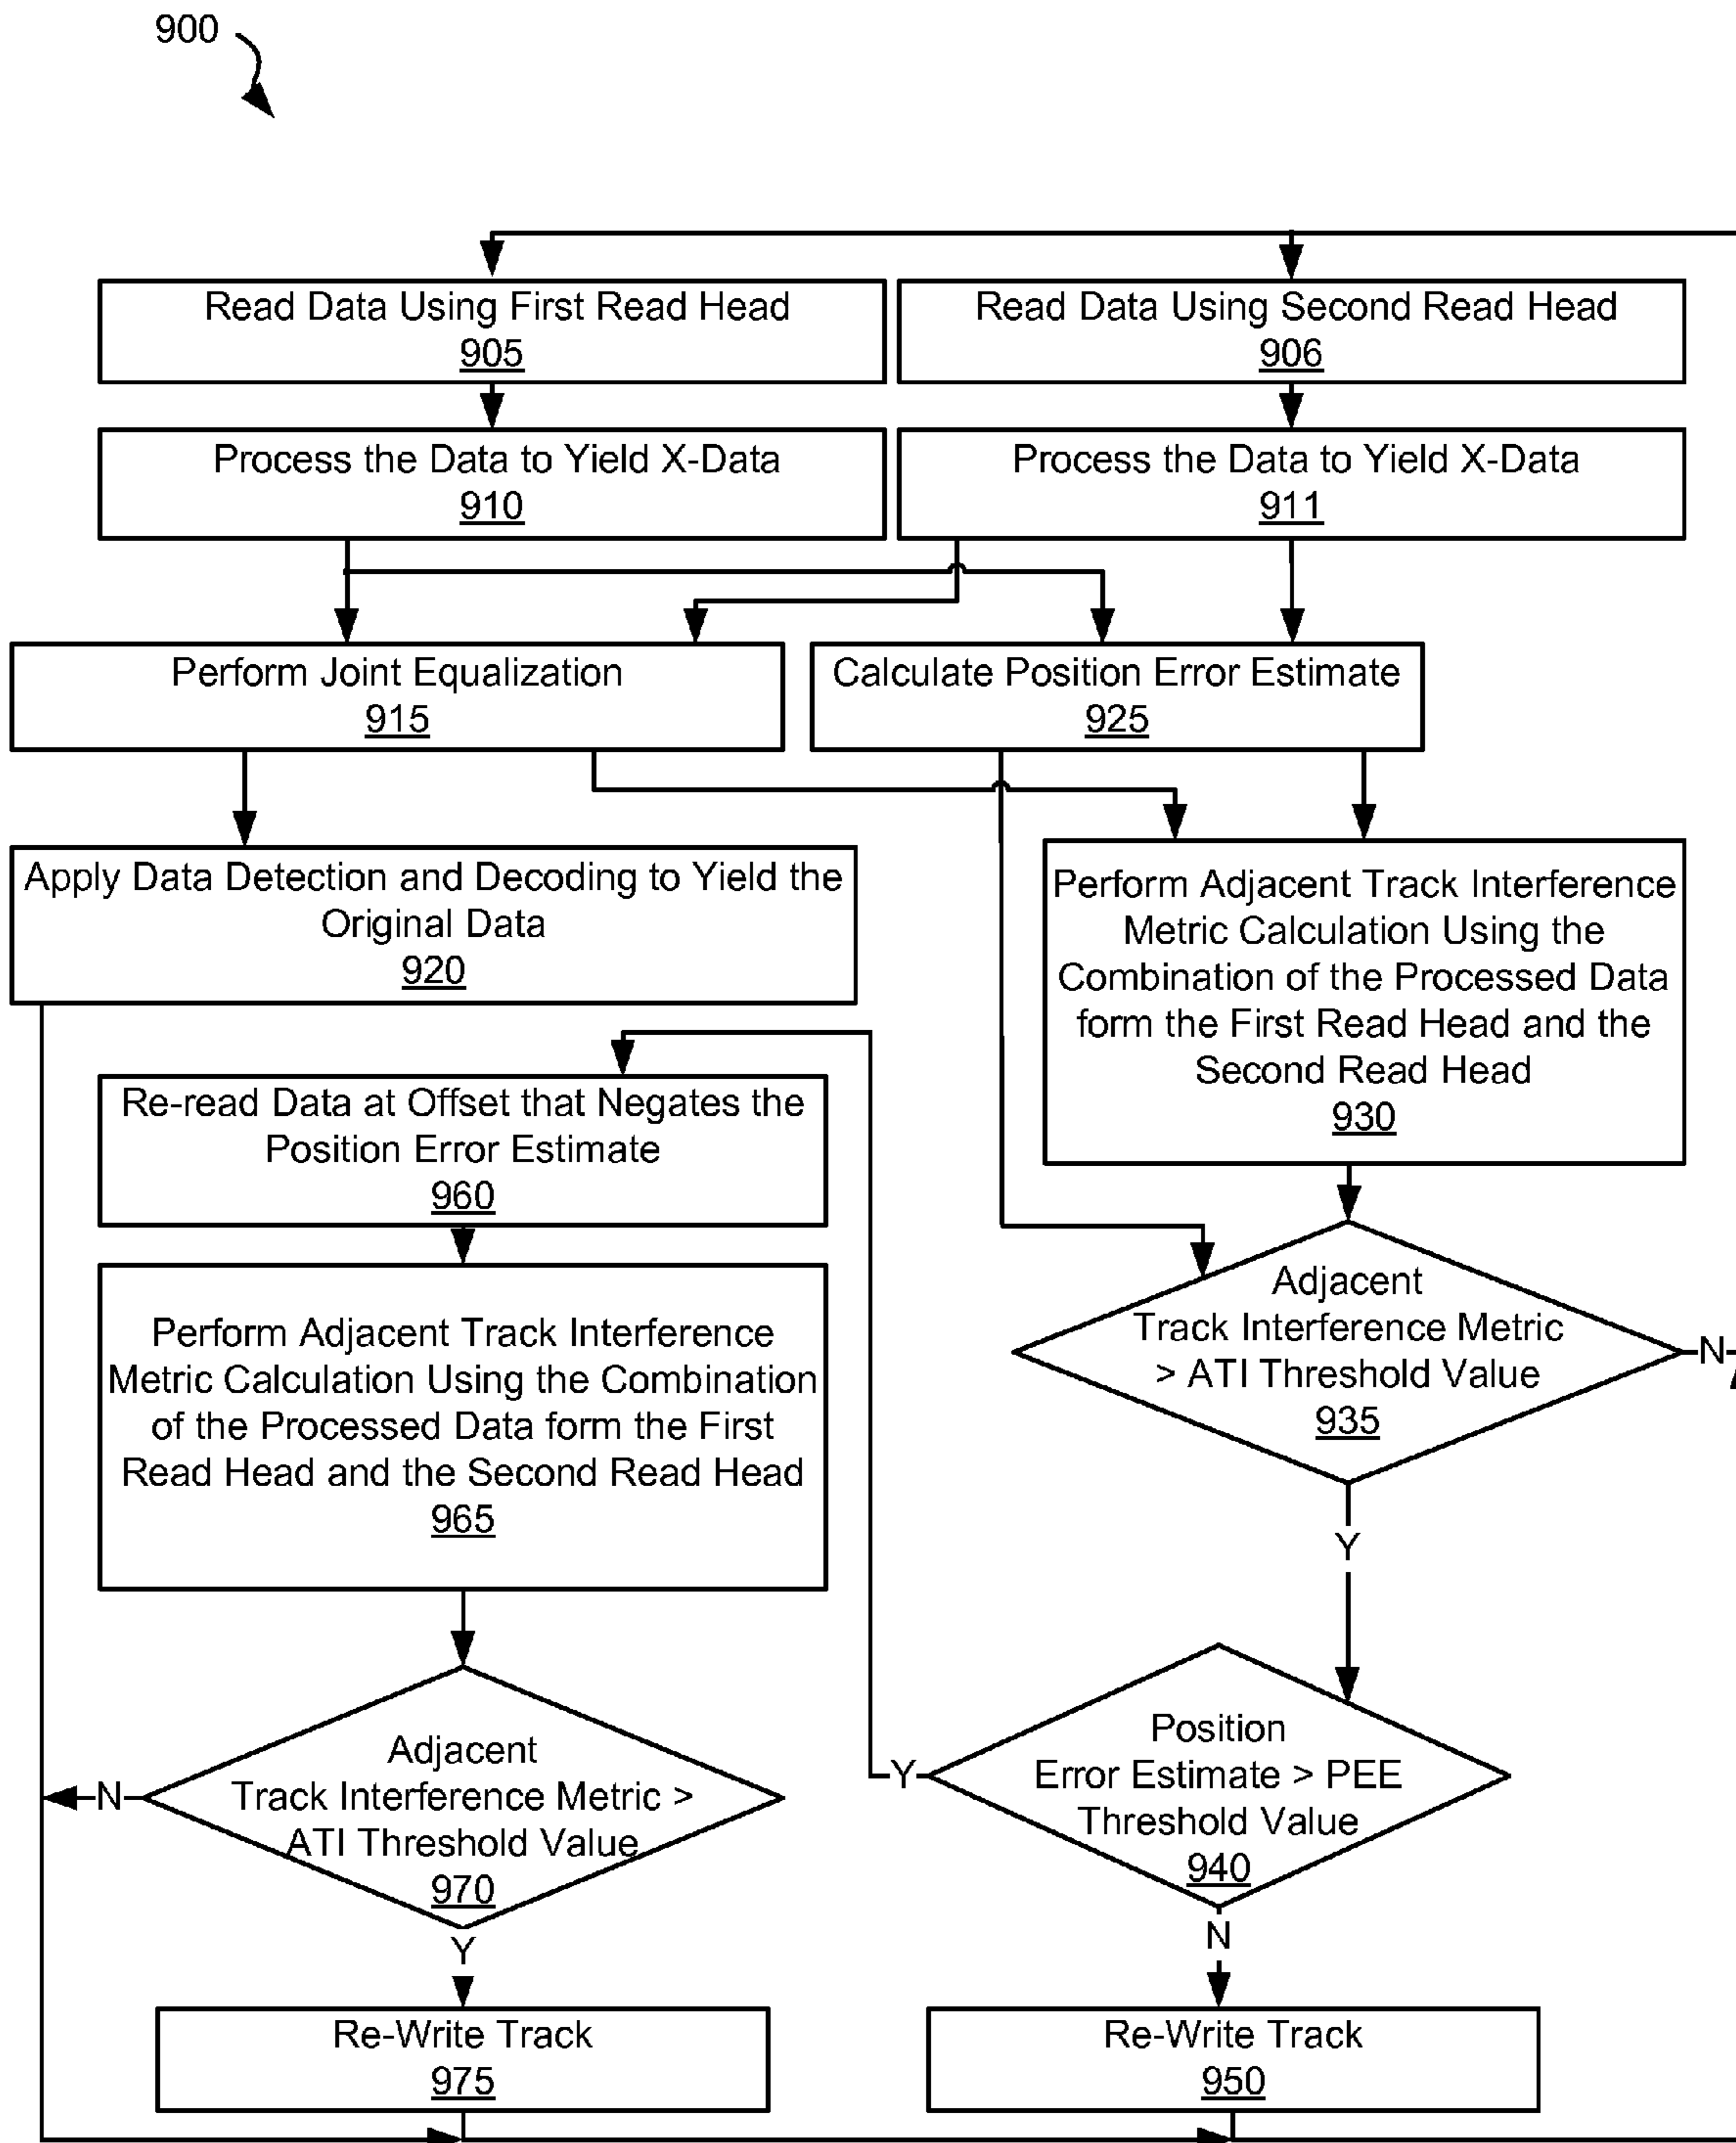 900
Read Data Using First Read Head
905
Read Data Using Second Read Head
906
Process the Data to Yield X-Data
910
Process the Data to Yield X-Data
911
Perform Joint Equalization
915
Calculate Position Error Estimate
925
Apply Data Detection and Decoding to Yield the
Original Data
920
Perform Adjacent Track Interference
Metric Calculation Using the
Combination of the Processed Data
form the First Read Head and the
Second Read Head
930
Re-read Data at Offset that Negates the
Position Error Estimate
960
Perform Adjacent Track Interference
Metric Calculation Using the Combination
of the Processed Data form the First
Read Head and the Second Read Head
965
Adjacent
Track Interference Metric
> ATI Threshold Value
935
N
Y
Position
Error Estimate > PEE
Threshold Value
940
Y
N
Adjacent
Track Interference Metric >
ATI Threshold Value
970
N
Y
Re-Write Track
975
Re-Write Track
950